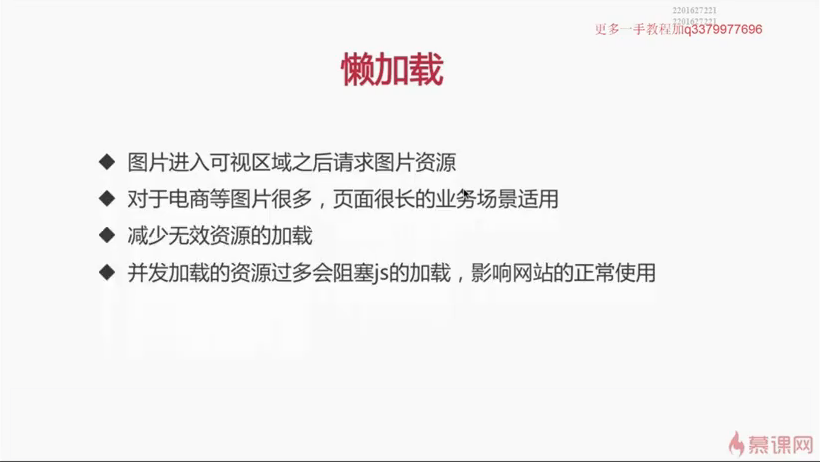 2201627221
2201627221
更多一手教程加q3379977696
懒加载
◆ 图片进入可视区域之后请求图片资源
◆ 对于电商等图片很多，页面很长的业务场景适用
◆ 减少无效资源的加载
◆ 并发加载的资源过多会阻塞js的加载，影响网站的正常使用
慕课网